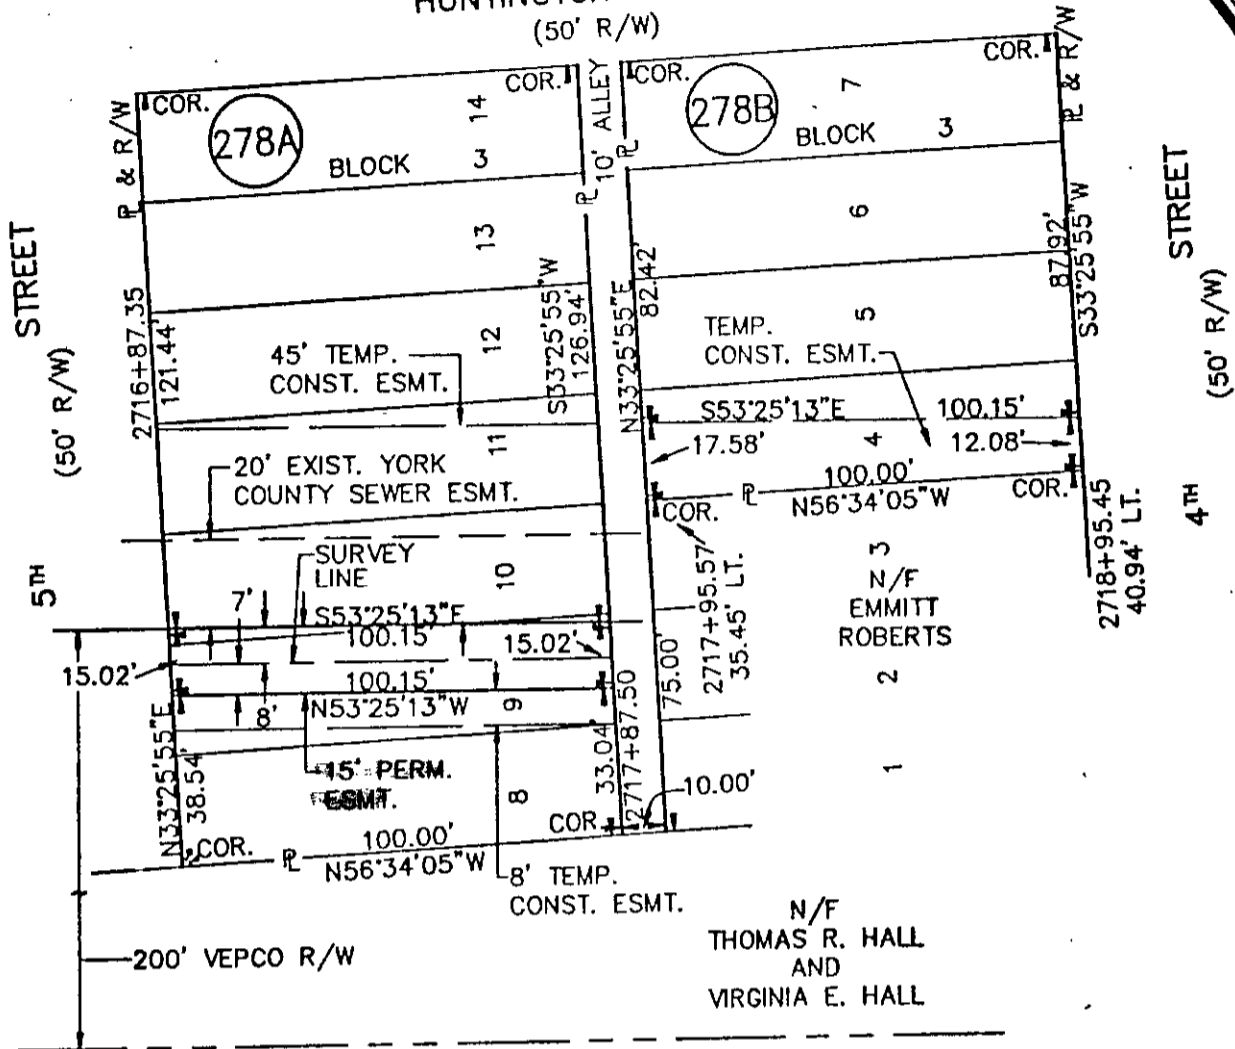 (50' R/W)
COR.
COR.
COR.
COR.
278A
278B
14
7
BLOCK 3
BLOCK 3
10' ALLEY
PL
PL
PL & R/W
PL & R/W
STREET
(50' R/W)
5TH
STREET
(50' R/W)
4TH
13
6
12
5
2716+87.35
121.44'
S33°25'55"W
126.94'
N33°25'55"E
82.42'
87.92'
S33°25'55"W
45' TEMP.
CONST. ESMT.
TEMP.
CONST. ESMT.
S53°25'13"E 100.15'
17.58'
4
12.08'
11
20' EXIST. YORK
COUNTY SEWER ESMT.
100.00'
PL
N56°34'05"W
COR.
COR.
2718+95.45
40.94' LT.
2717+95.57
35.45' LT.
SURVEY
LINE
10
3
N/F
EMMITT
ROBERTS
7'
S53°25'13"E
100.15'
15.02'
15.02'
100.15'
N53°25'13"W
8'
9
2
75.00'
2717+87.50
33.04'
N33°25'55"E
38.54'
15' PERM.
ESMT.
8
1
10.00'
COR.
COR.
100.00'
PL
N56°34'05"W
8' TEMP.
CONST. ESMT.
200' VEPCO R/W
N/F
THOMAS R. HALL
AND
VIRGINIA E. HALL